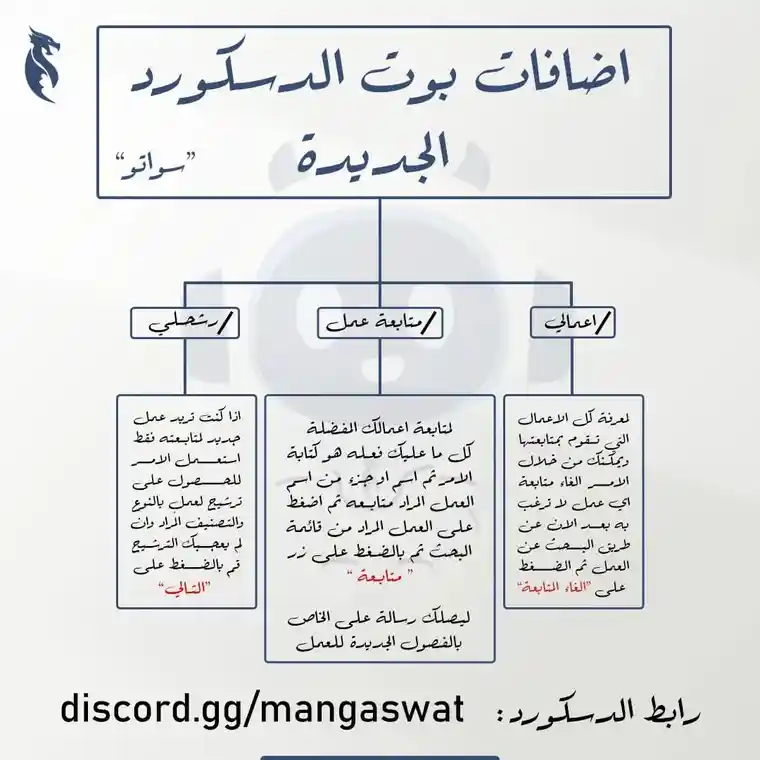 اضافات بوت الدسكورد
الجديدة
”سواتو“
/اعمالي
/متابعة عمل
/رشحلي
لمعرفة كل الاعمال
التي تقوم بمتابعتها
ويمكنك من خلال
الامر الغاء متابعة
اي عمل لا ترغب
به بعد الان عن
طريق البحث عن
العمل ثم الضغط
على ”الغاء المتابعة“
لمتابعة اعمالك المفضلة
كل ما عليك فعله هو كتابة
الامر ثم اسم او جزء من اسم
العمل المراد متابعه ثم اضغط
على العمل المراد من قائمة
البحث ثم بالضغط على زر
” متابعة “
ليصلك رسالة على الخاص
بالفصول الجديدة للعمل
اذا كنت تريد عمل
جديد لمتابعته فقط
استعمل الامر
للحصول على
ترشيح لعمل بالنوع
والتصنيف المراد وان
لم يعجبك الترشيح
قم بالضغط على
”التالي“
رابط الدسكورد: discord.gg/mangaswat